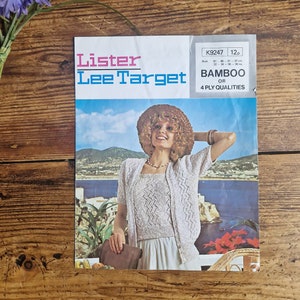 Lister
Lee Target
K9247 12p
BAMBOO
OR
4 PLY QUALITIES